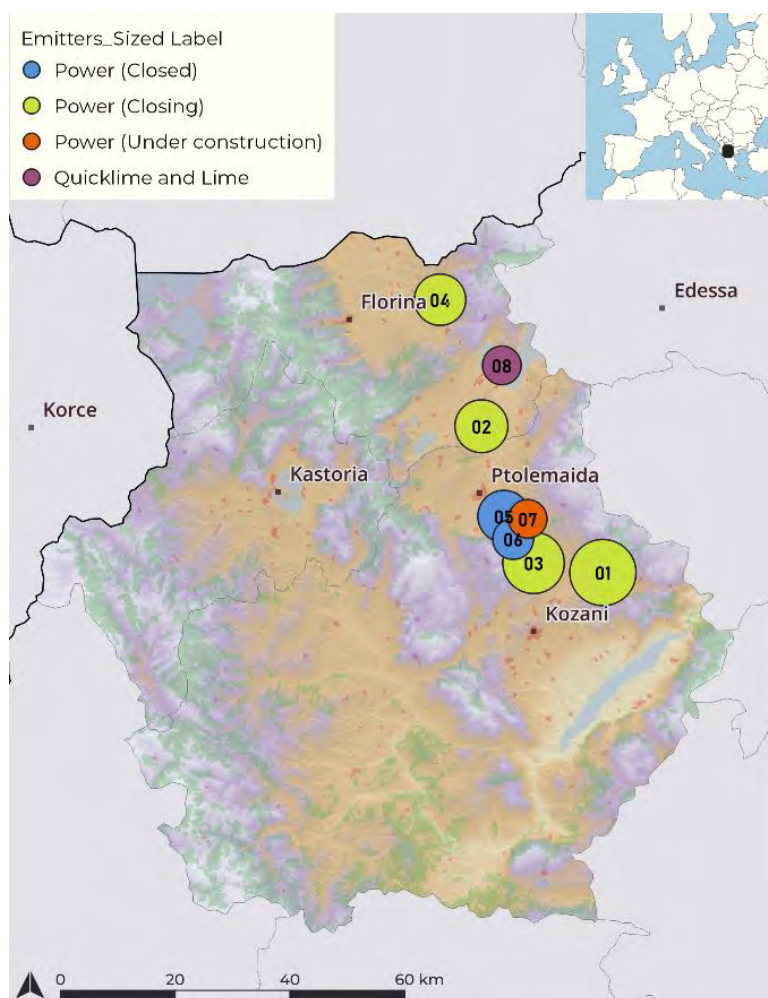 Emitters_Sized Label
Power (Closed)
Power (Closing)
Power (Under construction)
Quicklime and Lime
Florina
04
Edessa
08
Korce
02
Kastoria
Ptolemaida
05
07
06
03
01
Kozani
0 20 40 60 km